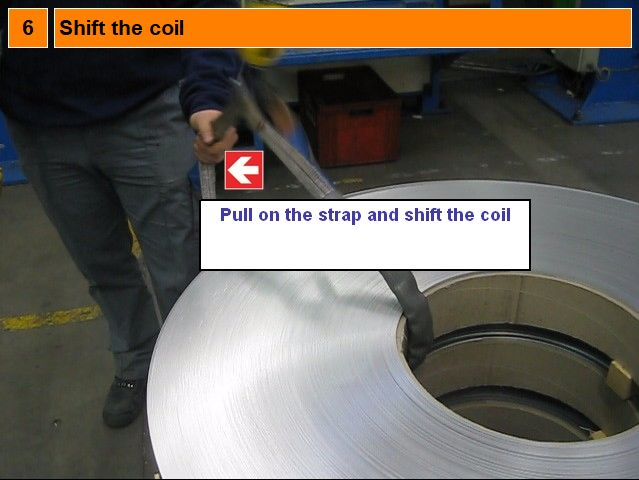 6
Shift the coil
Pull on the strap and shift the coil